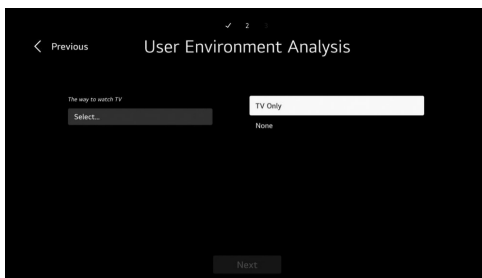 2
Previous
User Environment Analysis
The way to watch TV
Select...
TV Only
None
Next